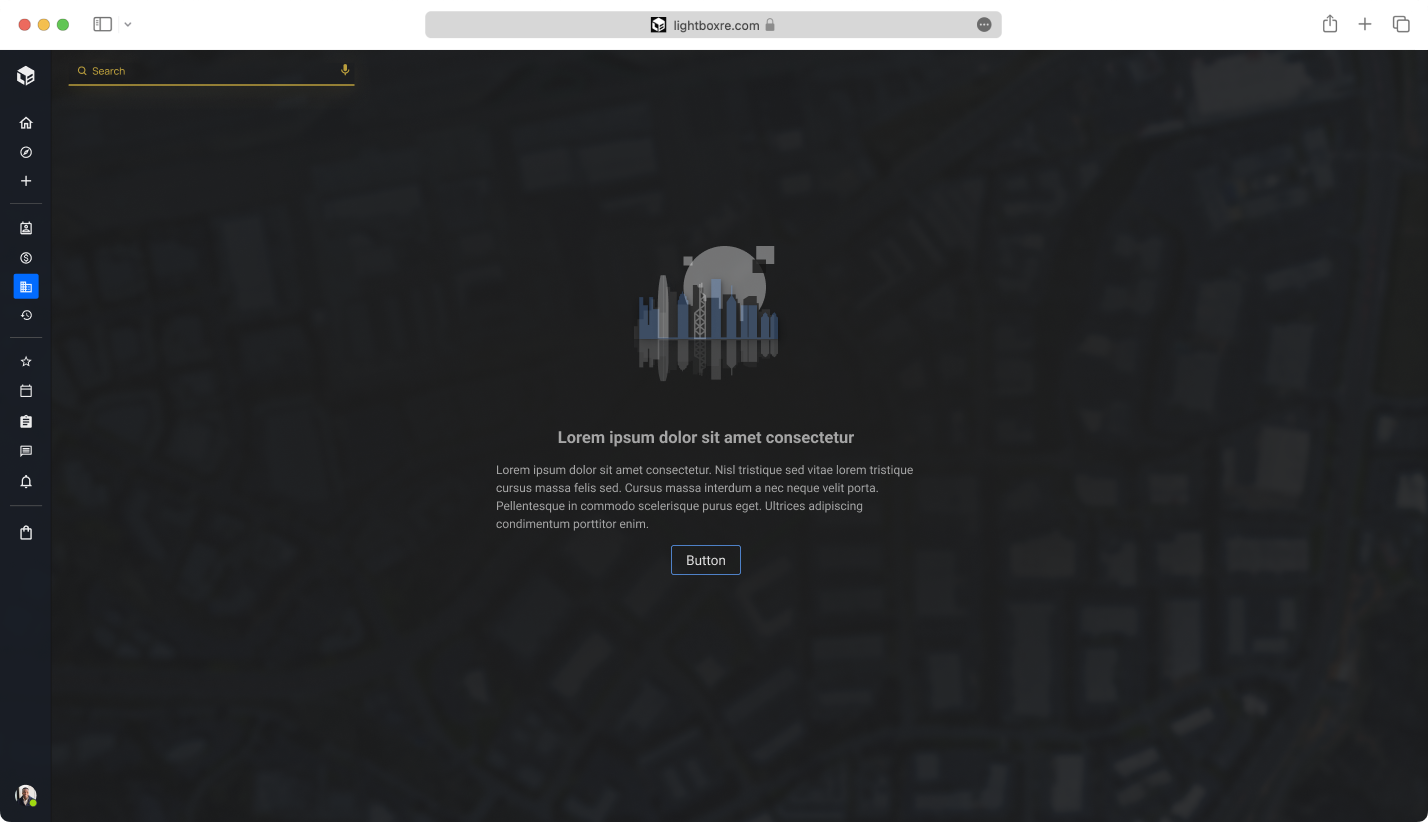 lightboxre.com
Search
Lorem ipsum dolor sit amet consectetur
Lorem ipsum dolor sit amet consectetur. Nisl tristique sed vitae lorem tristique
cursus massa felis sed. Cursus massa interdum a nec neque velit porta.
Pellentesque in commodo scelerisque purus eget. Ultrices adipiscing
condimentum porttitor enim.
Button